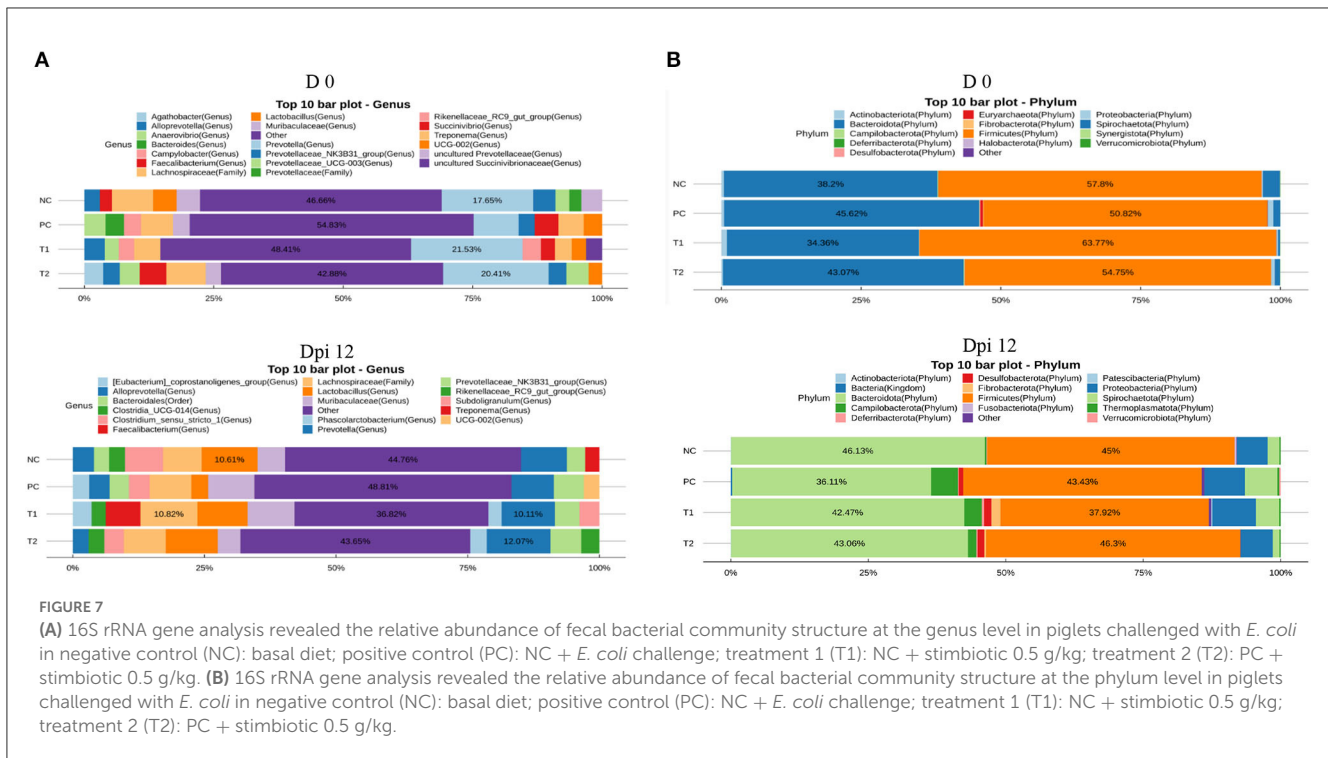 A
D 0
Top 10 bar plot - Genus
Genus
Agathobacter(Genus)
Alloprevotella(Genus)
Anaerovibrio(Genus)
Bacteroides(Genus)
Campylobacter(Genus)
Faecalibacterium(Genus)
Lachnospiraceae(Family)
Lactobacillus(Genus)
Muribaculaceae(Genus)
Other
Prevotella(Genus)
Prevotellaceae_NK3B31_group(Genus)
Prevotellaceae_UCG-003(Genus)
Prevotellaceae(Family)
Rikenellaceae_RC9_gut_group(Genus)
Succinivibrio(Genus)
Treponema(Genus)
UCG-002(Genus)
uncultured Prevotellaceae(Genus)
uncultured Succinivibrionaceae(Genus)
NC 46.66% 17.65%
PC 54.83%
T1 48.41% 21.53%
T2 42.88% 20.41%
0% 25% 50% 75% 100%
Dpi 12
Top 10 bar plot - Genus
Genus
[Eubacterium]_coprostanoligenes_group(Genus)
Alloprevotella(Genus)
Bacteroidales(Order)
Clostridia_UCG-014(Genus)
Clostridium_sensu_stricto_1(Genus)
Faecalibacterium(Genus)
Lachnospiraceae(Family)
Lactobacillus(Genus)
Muribaculaceae(Genus)
Other
Phascolarctobacterium(Genus)
Prevotella(Genus)
Prevotellaceae_NK3B31_group(Genus)
Rikenellaceae_RC9_gut_group(Genus)
Subdoligranulum(Genus)
Treponema(Genus)
UCG-002(Genus)
NC 10.61% 44.76%
PC 48.81%
T1 10.82% 36.82% 10.11%
T2 43.65% 12.07%
0% 25% 50% 75% 100%
B
D 0
Top 10 bar plot - Phylum
Phylum
Actinobacteriota(Phylum)
Bacteroidota(Phylum)
Campilobacterota(Phylum)
Deferribacterota(Phylum)
Desulfobacterota(Phylum)
Euryarchaeota(Phylum)
Fibrobacterota(Phylum)
Firmicutes(Phylum)
Halobacterota(Phylum)
Other
Proteobacteria(Phylum)
Spirochaetota(Phylum)
Synergistota(Phylum)
Verrucomicrobiota(Phylum)
NC 38.2% 57.8%
PC 45.62% 50.82%
T1 34.36% 63.77%
T2 43.07% 54.75%
0% 25% 50% 75% 100%
Dpi 12
Top 10 bar plot - Phylum
Phylum
Actinobacteriota(Phylum)
Bacteria(Kingdom)
Bacteroidota(Phylum)
Campilobacterota(Phylum)
Deferribacterota(Phylum)
Desulfobacterota(Phylum)
Fibrobacterota(Phylum)
Firmicutes(Phylum)
Fusobacteriota(Phylum)
Other
Patescibacteria(Phylum)
Proteobacteria(Phylum)
Spirochaetota(Phylum)
Thermoplasmatota(Phylum)
Verrucomicrobiota(Phylum)
NC 46.13% 45%
PC 36.11% 43.43%
T1 42.47% 37.92%
T2 43.06% 46.3%
0% 25% 50% 75% 100%
FIGURE 7
(A) 16S rRNA gene analysis revealed the relative abundance of fecal bacterial community structure at the genus level in piglets challenged with E. coli
in negative control (NC): basal diet; positive control (PC): NC + E. coli challenge; treatment 1 (T1): NC + stimbiotic 0.5 g/kg; treatment 2 (T2): PC +
stimbiotic 0.5 g/kg. (B) 16S rRNA gene analysis revealed the relative abundance of fecal bacterial community structure at the phylum level in piglets
challenged with E. coli in negative control (NC): basal diet; positive control (PC): NC + E. coli challenge; treatment 1 (T1): NC + stimbiotic 0.5 g/kg;
treatment 2 (T2): PC + stimbiotic 0.5 g/kg.